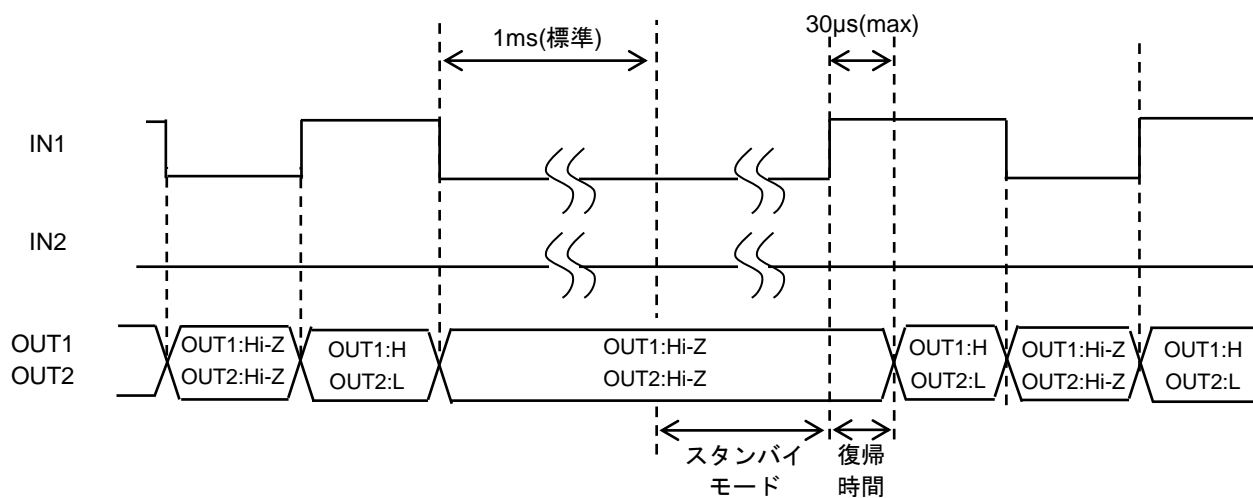 1ms(標準)
30μs(max)
IN1
IN2
OUT1
OUT2
OUT1:Hi-Z
OUT2:Hi-Z
OUT1:H
OUT2:L
OUT1:Hi-Z
OUT2:Hi-Z
OUT1:H
OUT2:L
OUT1:Hi-Z
OUT2:Hi-Z
OUT1:H
OUT2:L
スタンバイ
モード
復帰
時間